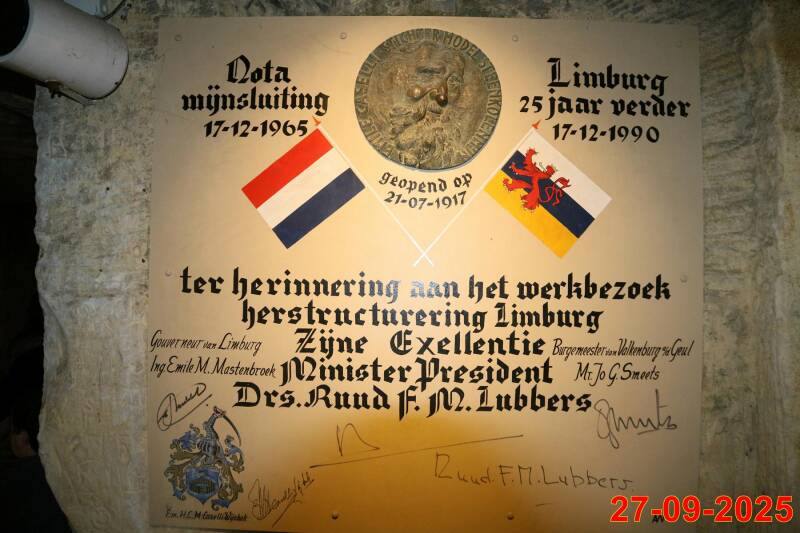 Nota
mijnsluiting
17-12-1965
Limburg
25 jaar verder
17-12-1990
geopend op
21-07-1917
ter herinnering aan het werkbezoek
herstructurering Limburg
Zijne Exellentie
Minister President
Drs. Ruud F. M. Lubbers
Gouverneur van Limburg
Ing. Emile M. Mastenbroek
Burgemeester van Valkenburg a/d Geul
Mr. Jo G. Smeets
Ruud. F. M. Lubbers.
27-09-2025